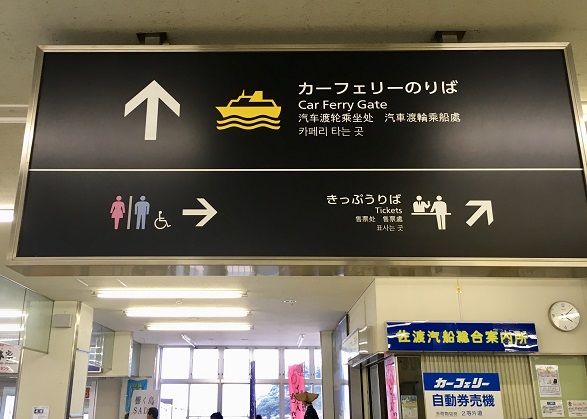 カーフェリーのりば
Car Ferry Gate
汽车渡轮乘坐处　汽車渡輪乘船處
카페리 타는 곳
きっぷうりば
Tickets
售票处　售票處
표사는 곳
佐渡汽船総合案内所
カーフェリー
自動券売機
響く島